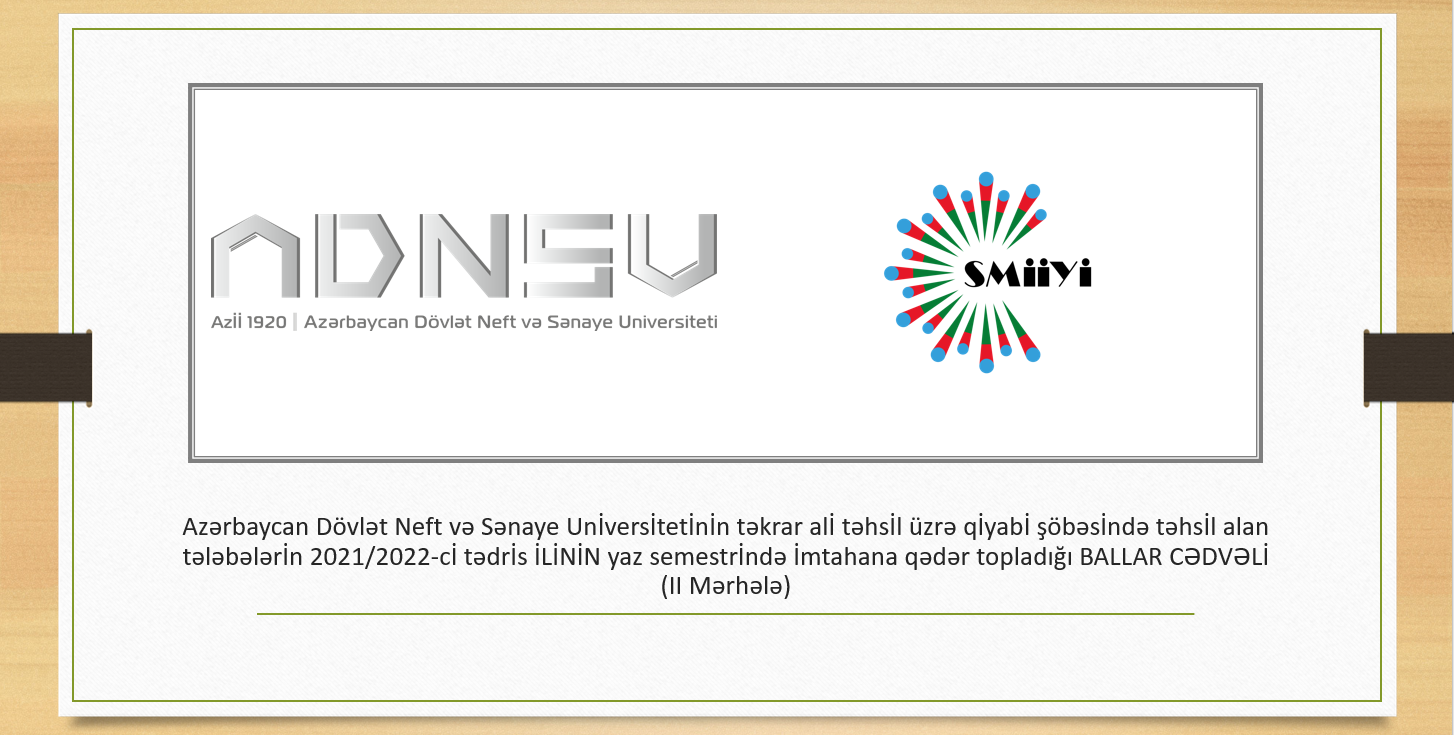 ADNSU
Azİİ 1920 | Azərbaycan Dövlət Neft və Sənaye Universiteti
SMiiYi
Azərbaycan Dövlət Neft və Sənaye Unİversİtetİnİn təkrar alİ təhsİl üzrə qİyabİ şöbəsİndə təhsİl alan
tələbələrİn 2021/2022-cİ tədrİs İLİNİN yaz semestrİndə İmtahana qədər topladığı BALLAR CƏDVƏLİ
(II Mərhələ)